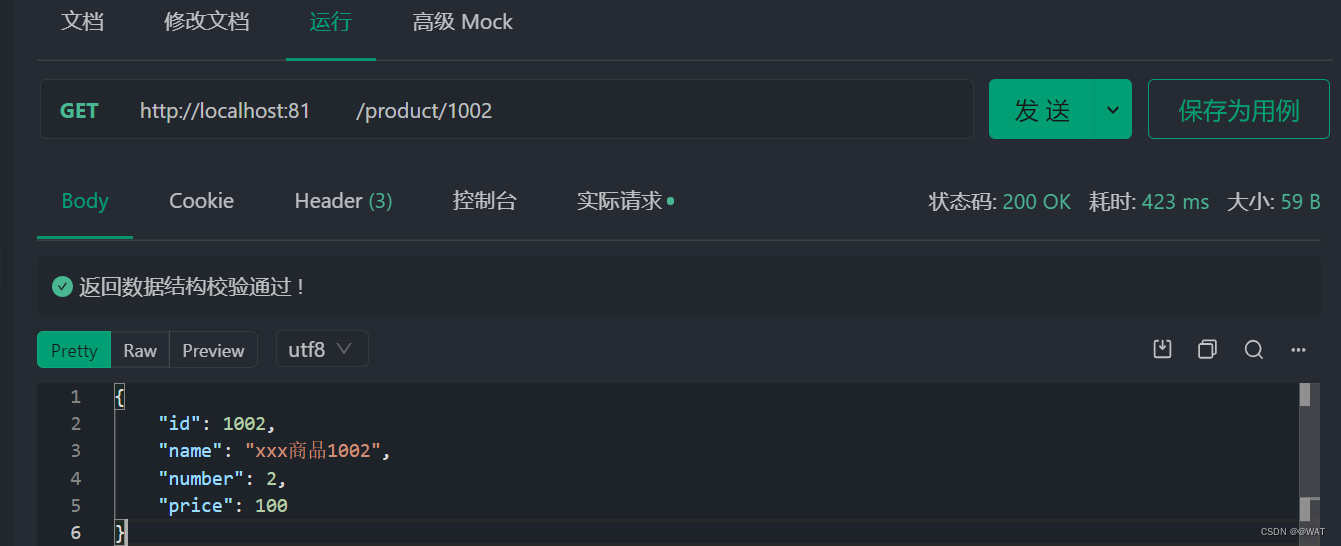 文档 修改文档 运行 高级 Mock
GET http://localhost:81 /product/1002 发 送 保存为用例
Body Cookie Header (3) 控制台 实际请求 状态码: 200 OK 耗时: 423 ms 大小: 59 B
返回数据结构校验通过 !
Pretty Raw Preview utf8
1 {
2 "id": 1002,
3 "name": "xxx商品1002",
4 "number": 2,
5 "price": 100
6 }
CSDN @@WAT